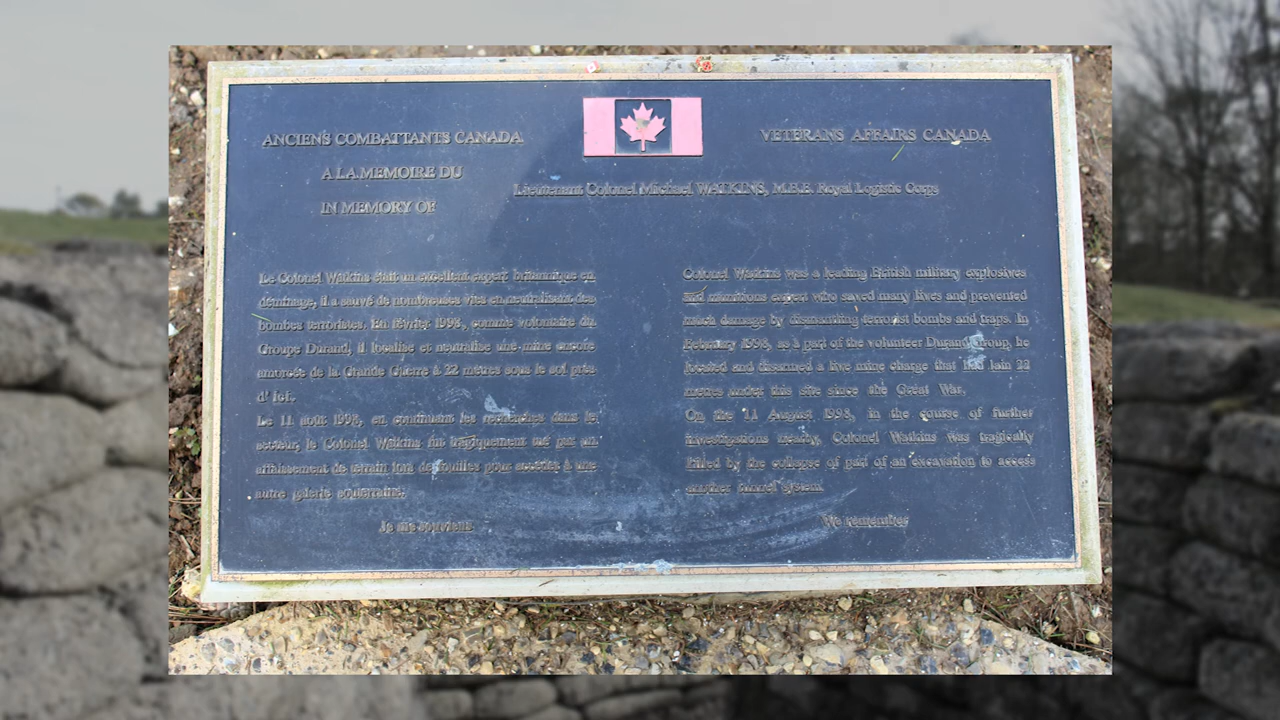 ANCIENS COMBATTANTS CANADA
VETERANS AFFAIRS CANADA
A LA MEMOIRE DU
IN MEMORY OF
Lieutenant Colonel Michael WATKINS, M.B.E. Royal Logistic Corps
Le Colonel Watkins était un excellent expert britannique en
déminage, il a sauvé de nombreuses vies en neutralisant des
bombes terroristes. En février 1998, comme volontaire du
Groupe Durand, il localise et neutralise une mine encore
amorcée de la Grande Guerre à 22 mètres sous le sol près
d'ici.
Le 11 août 1998, en continuant les recherches dans le
secteur, le Colonel Watkins fut tragiquement tué par un
affaissement de terrain lors de fouilles pour accéder à une
autre galerie souterraine.
Je me souviens
Colonel Watkins was a leading British military explosives
and munitions expert who saved many lives and prevented
much damage by dismantling terrorist bombs and traps. In
February 1998, as a part of the volunteer Durand Group, he
located and disarmed a live mine charge that had lain 22
metres under this site since the Great War.
On the 11 August 1998, in the course of further
investigations nearby, Colonel Watkins was tragically
killed by the collapse of part of an excavation to access
another tunnel system.
We remember